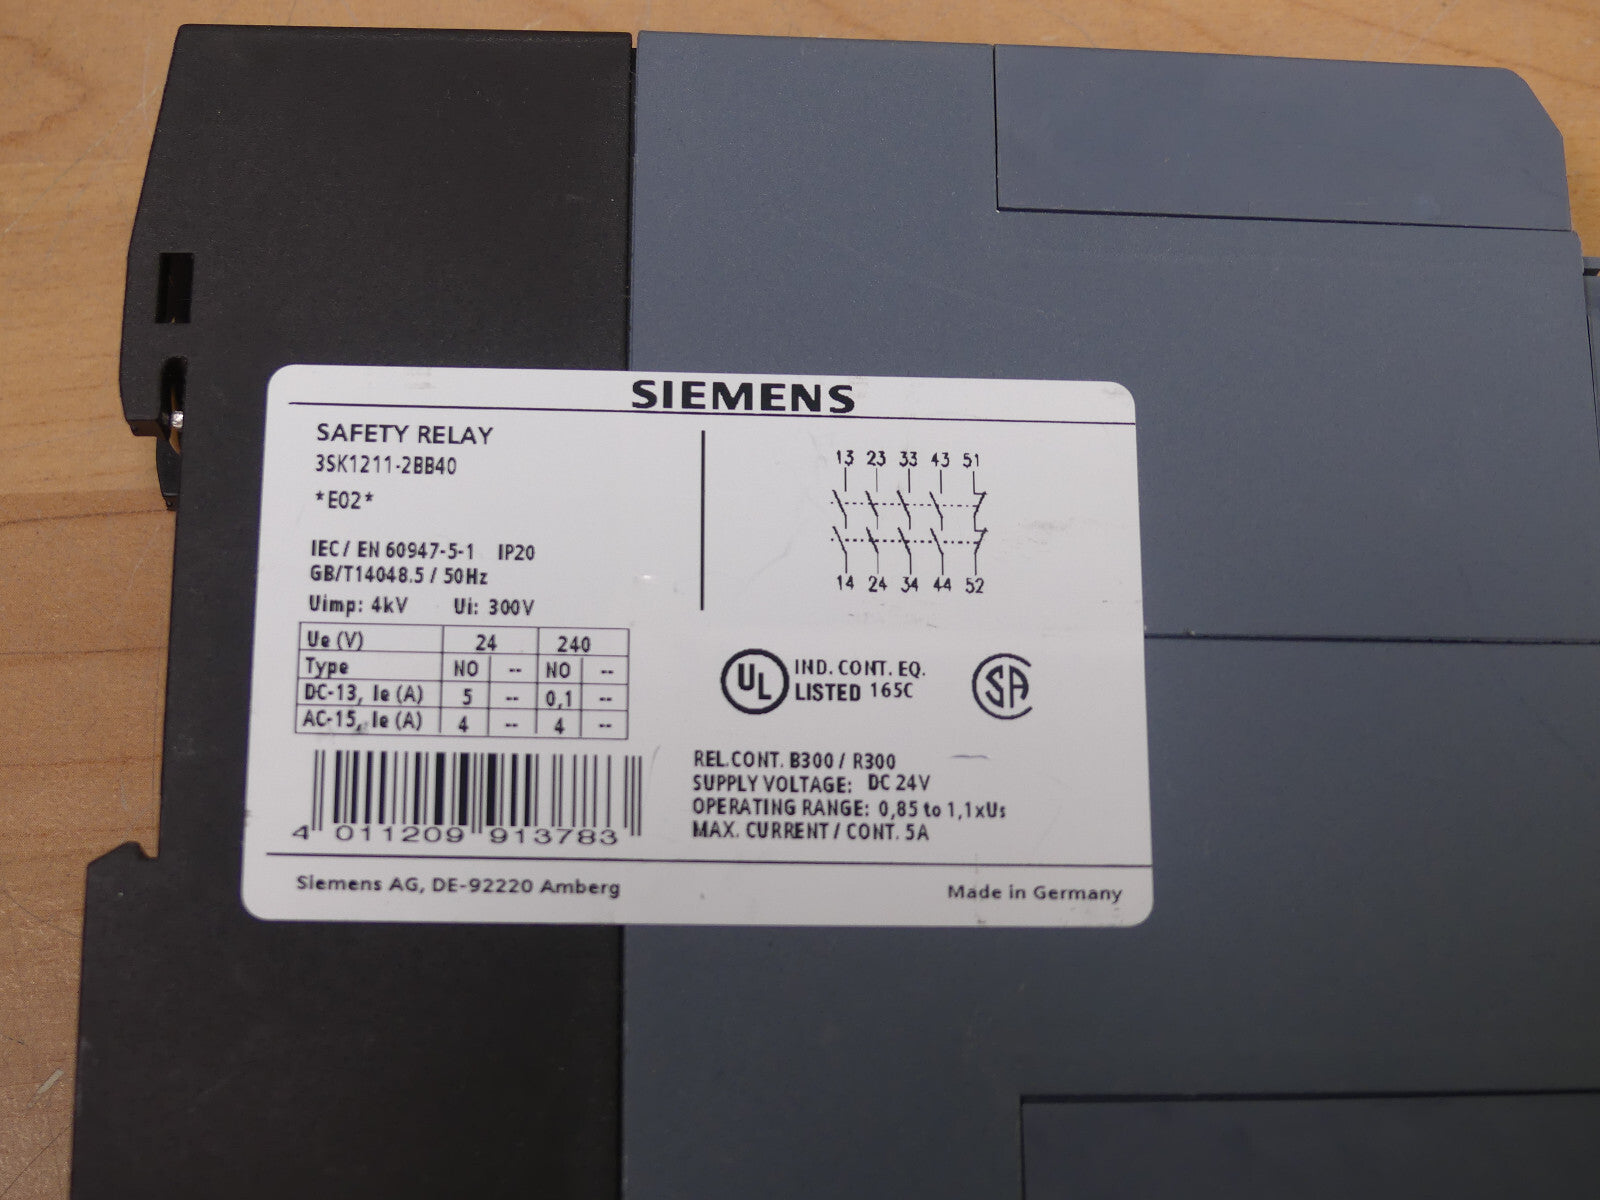 SIEMENS
SAFETY RELAY
3SK1211-2BB40
*E02*
IEC / EN 60947-5-1 IP20
GB/T14048.5 / 50Hz
Uimp: 4kV Ui: 300V
Ue (V) 24 240
Type NO -- NO --
DC-13, Ie (A) 5 -- 0,1 --
AC-15, Ie (A) 4 -- 4 --
4 011209 913783
13 23 33 43 51
14 24 34 44 52
UL IND. CONT. EQ.
LISTED 165C
SA
REL.CONT. B300 / R300
SUPPLY VOLTAGE: DC 24V
OPERATING RANGE: 0,85 to 1,1xUs
MAX. CURRENT / CONT. 5A
Siemens AG, DE-92220 Amberg
Made in Germany